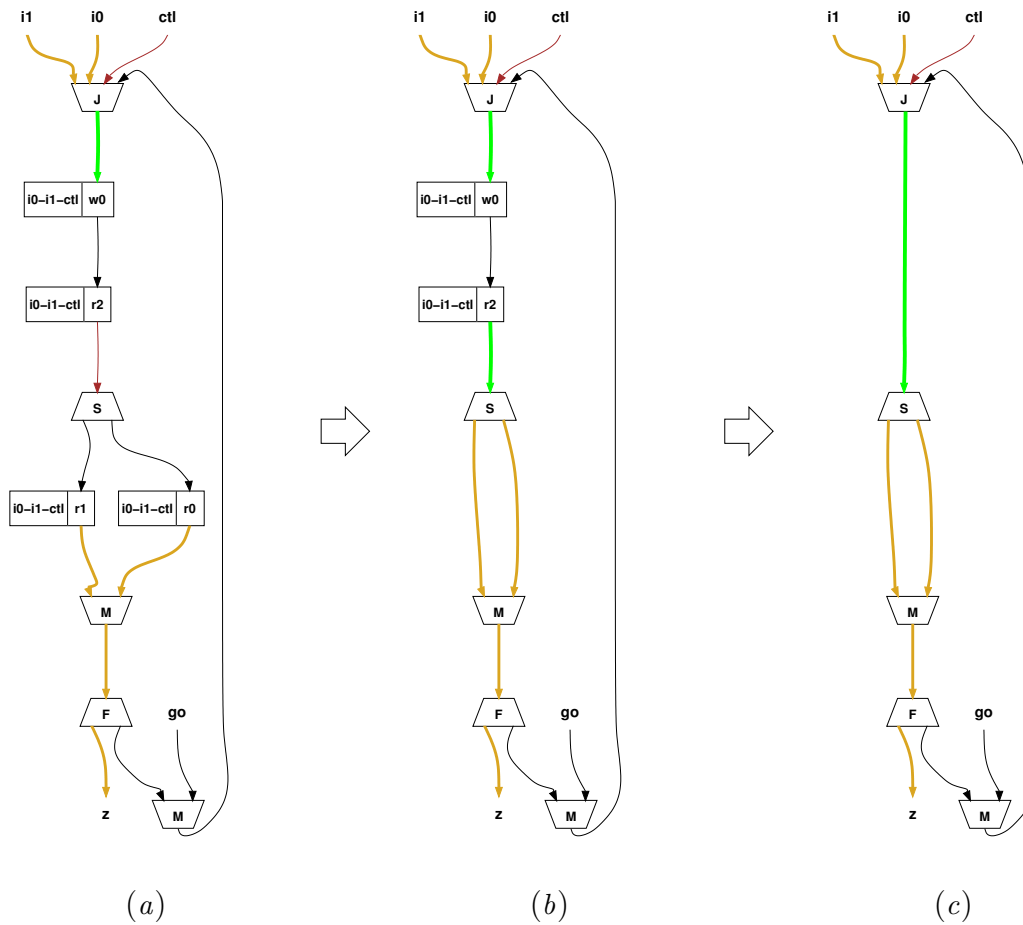 i1 i0 ctl
J
i0-i1-ctl w0
i0-i1-ctl r2
S
i0-i1-ctl r1
i0-i1-ctl r0
M
F
go
z
M
(a)
i1 i0 ctl
J
i0-i1-ctl w0
i0-i1-ctl r2
S
M
F
go
z
M
(b)
i1 i0 ctl
J
S
M
F
go
z
M
(c)